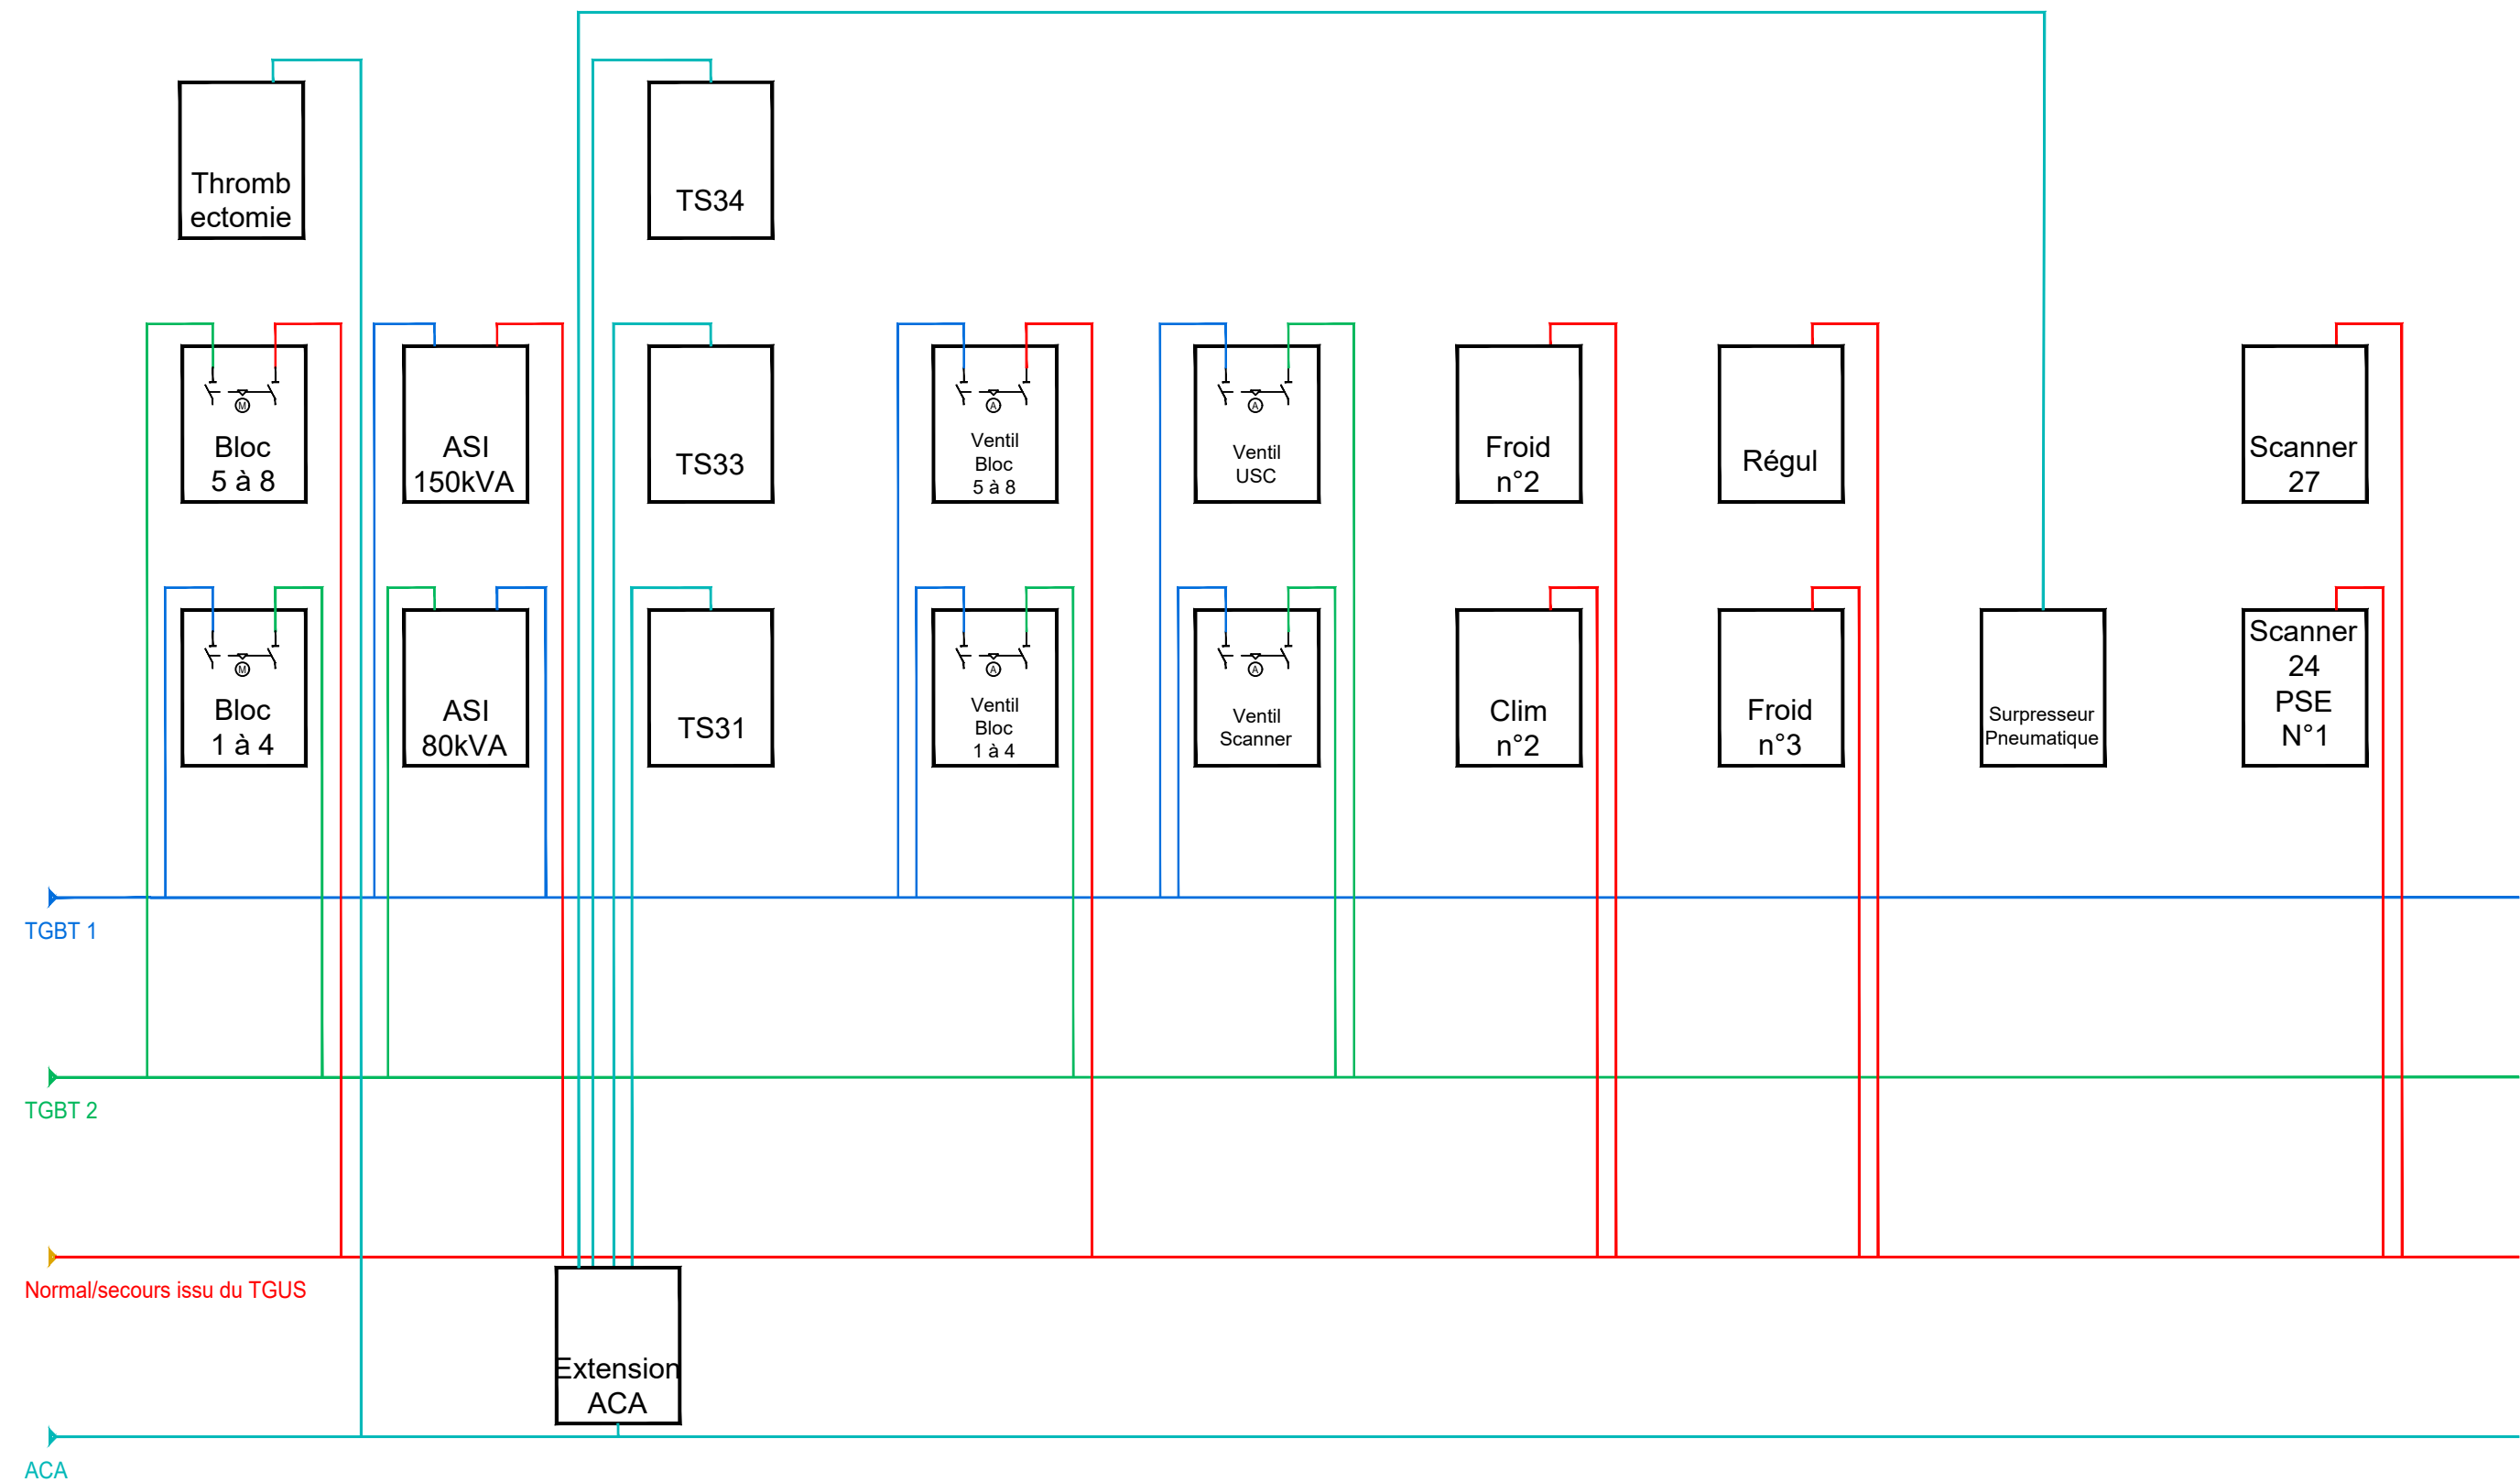 Thromb
ectomie
TS34
M
Bloc
5 à 8
ASI
150kVA
TS33
A
Ventil
Bloc
5 à 8
A
Ventil
USC
Froid
n°2
Régul
Scanner
27
M
Bloc
1 à 4
ASI
80kVA
TS31
A
Ventil
Bloc
1 à 4
A
Ventil
Scanner
Clim
n°2
Froid
n°3
Surpresseur
Pneumatique
Scanner
24
PSE
N°1
TGBT 1
TGBT 2
Normal/secours issu du TGUS
Extension
ACA
ACA